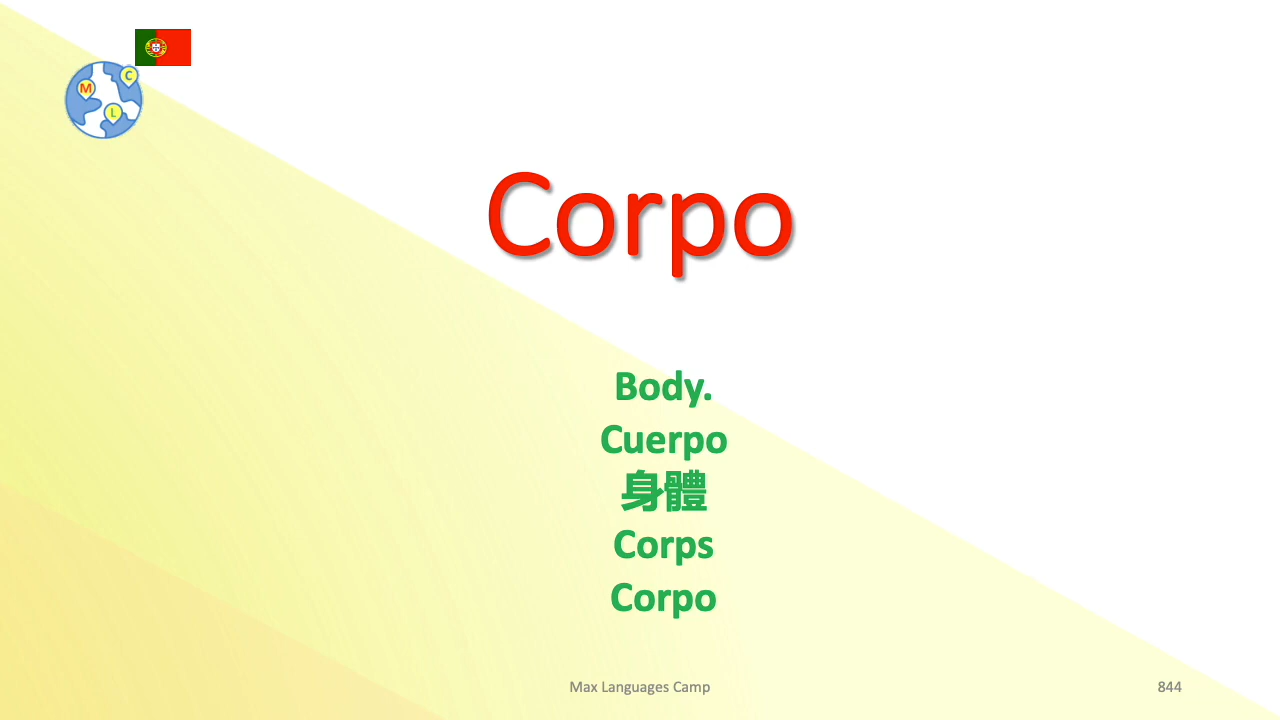 C
M
L
Corpo
Body.
Cuerpo
身體
Corps
Corpo
Max Languages Camp
844